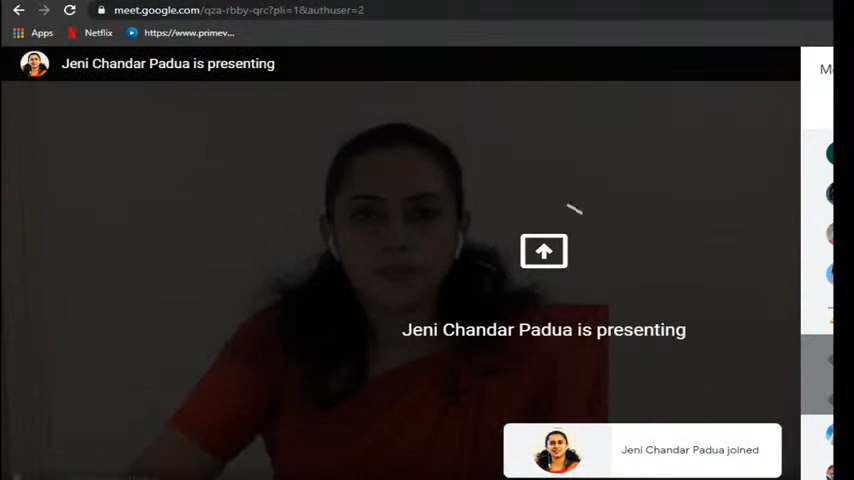 meet.google.com/qza-rbby-qrc?pli=1&authuser=2
Apps Netflix https://www.primev...
Jeni Chandar Padua is presenting
Jeni Chandar Padua is presenting
Jeni Chandar Padua joined